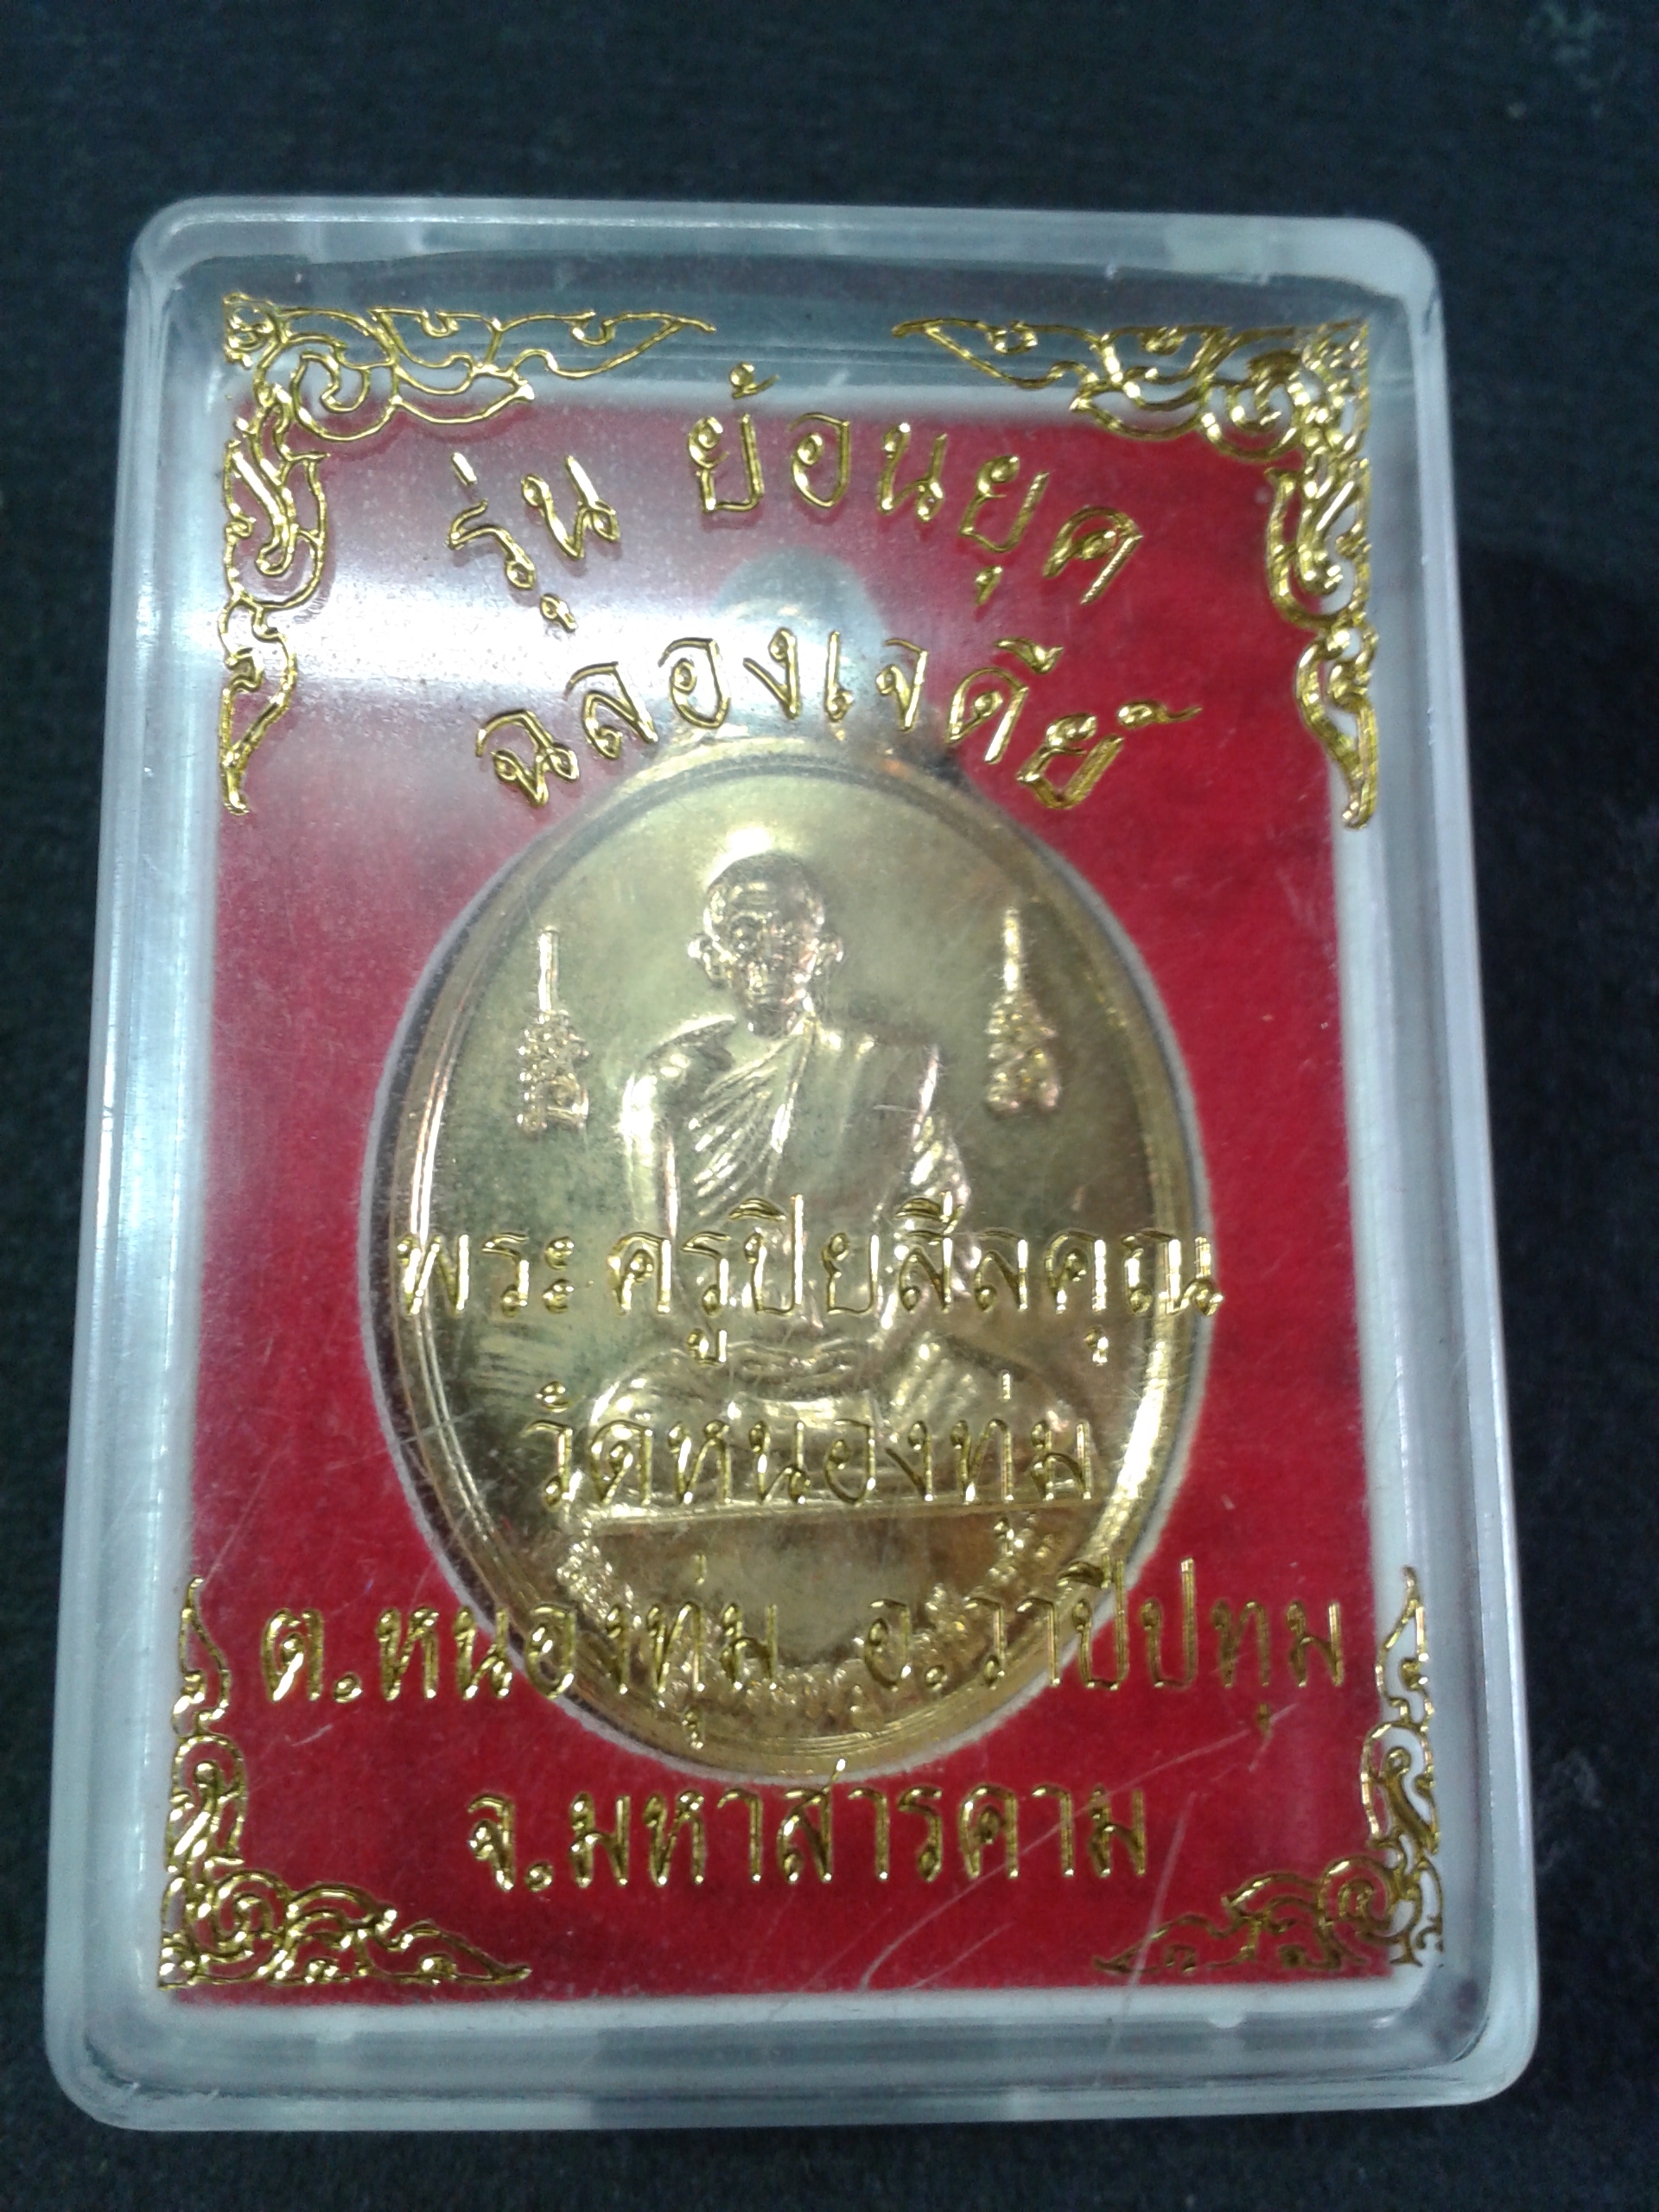 รุ่น ย้อนยุค
ฉลองเจดีย์
พระครูปิยสีลคุณ
วัดหนองทุ่ม
ต.หนองทุ่ม อ.วาปีปทุม
จ.มหาสารคาม